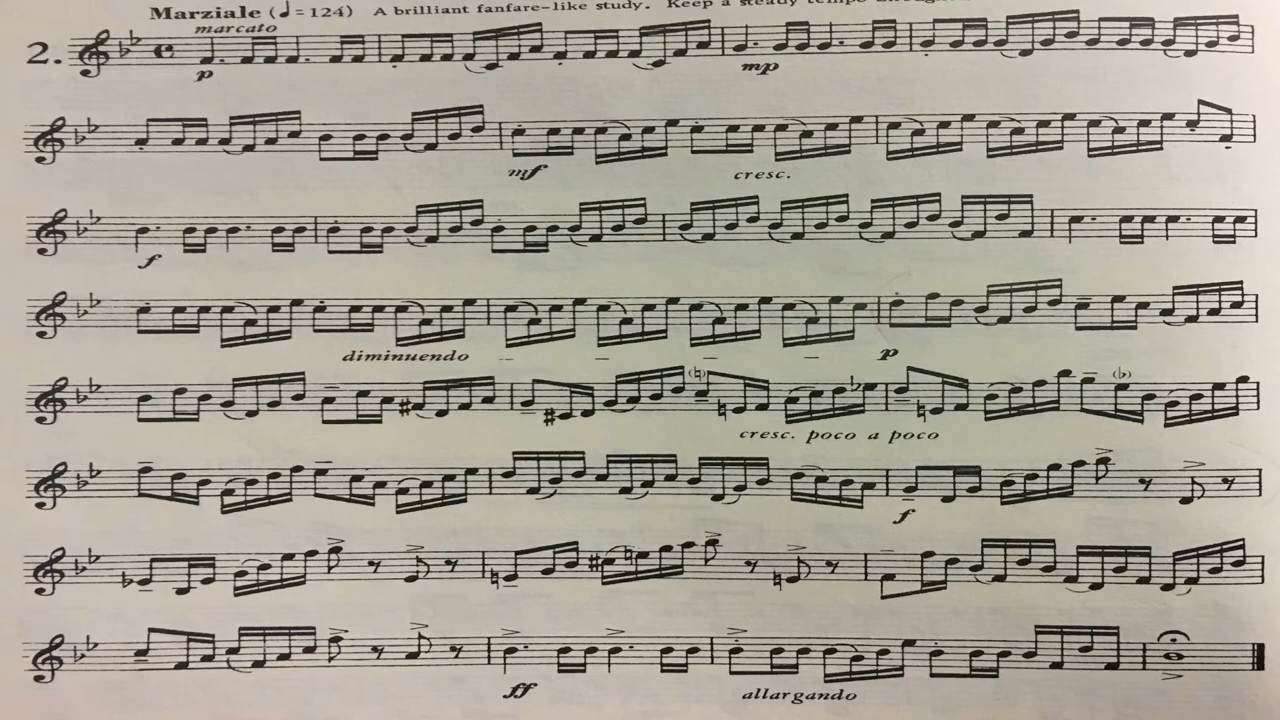 Marziale (♩=124) A brilliant fanfare-like study. Keep a steady tempo
2. marcato
p mp
mf cresc.
f
diminuendo p
(♮) (♭)
cresc. poco a poco
f
ff allargando